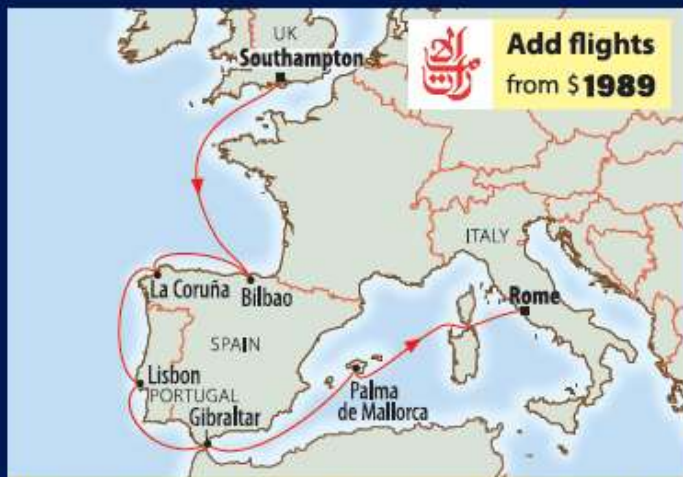 UK
Southampton
Add flights
from $1989
ITALY
La Coruña
Bilbao
Rome
SPAIN
Lisbon
PORTUGAL
Gibraltar
Palma
de Mallorca